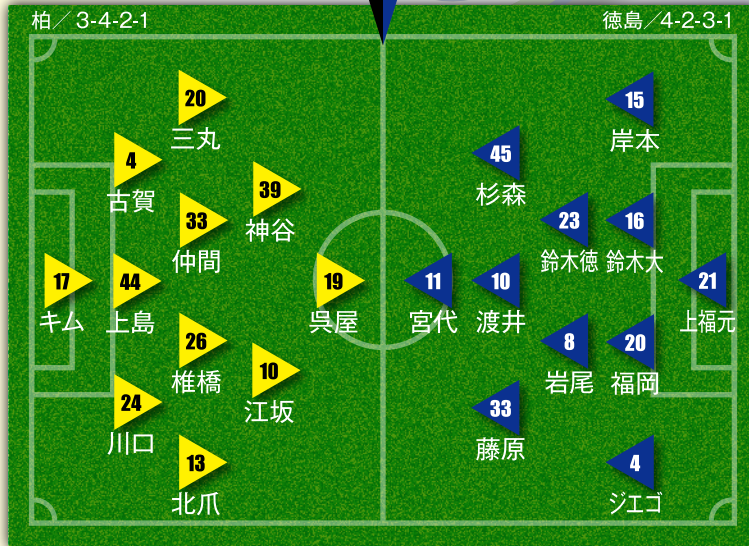 柏／3-4-2-1
徳島／4-2-3-1
20
三丸
4
古賀
39
神谷
33
仲間
17
キム
44
上島
19
呉屋
26
椎橋
10
江坂
24
川口
13
北爪
15
岸本
45
杉森
23
鈴木徳
16
鈴木大
11
宮代
10
渡井
21
上福元
8
岩尾
20
福岡
33
藤原
4
ジエゴ